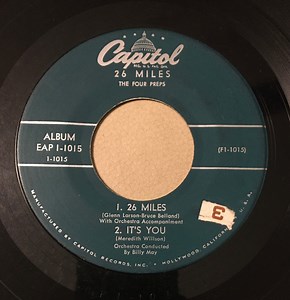 Capitol
26 MILES
THE FOUR PREPS
ALBUM
EAP 1-1015
1-1015
(F1-1015)
1. 26 MILES
(Glenn Larson-Bruce Belland)
With Orchestra Accompaniment
2. IT'S YOU
(Meredith Willson)
Orchestra Conducted
By Billy May
3
MANUFACTURED BY CAPITOL RECORDS, INC. • HOLLYWOOD, CALIFORNIA, U.S.A.